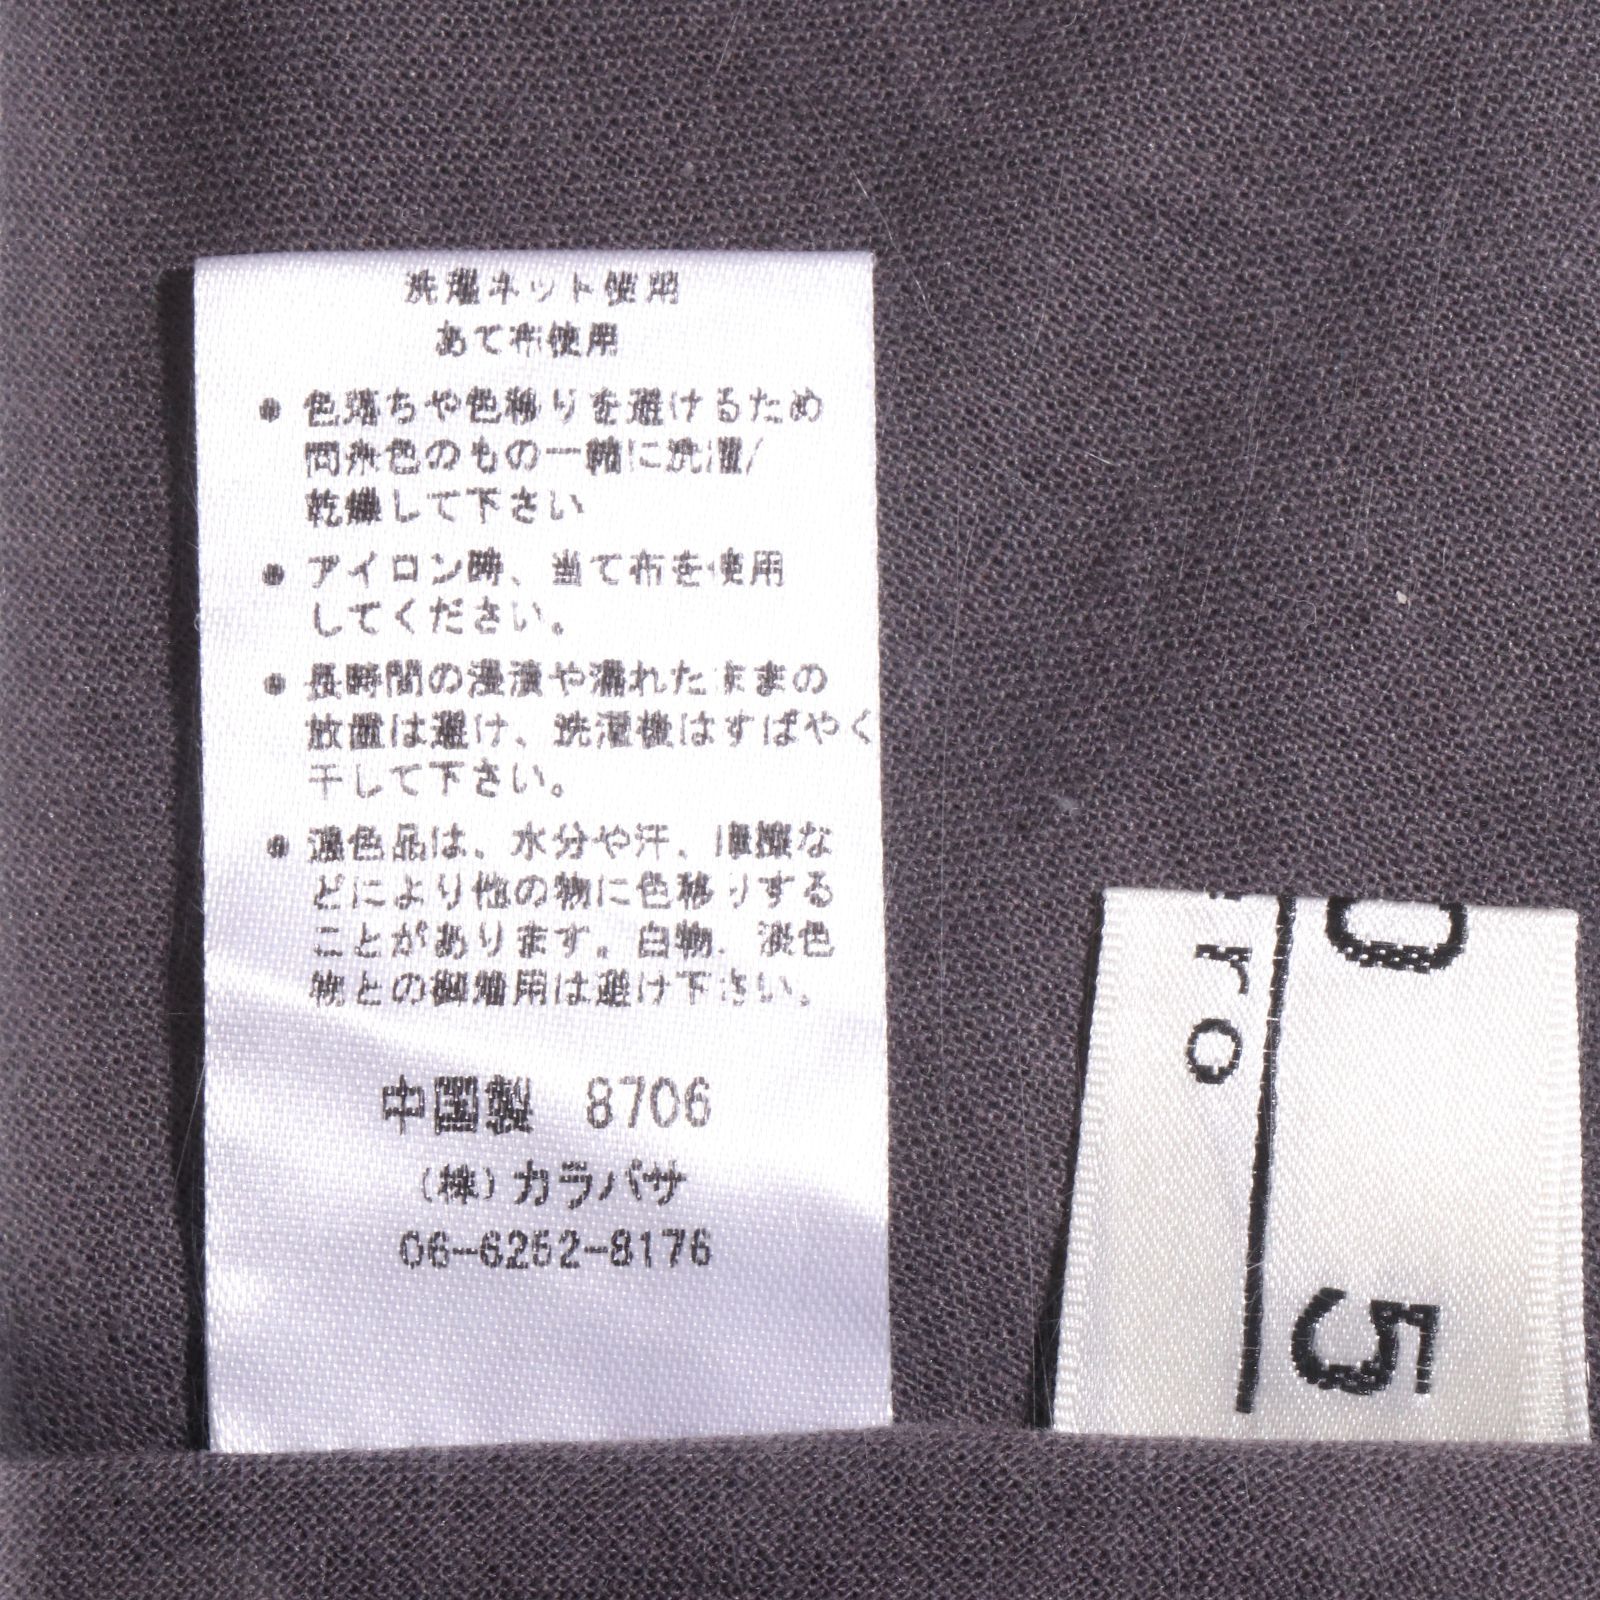 洗濯ネット使用
あて布使用
● 色落ちや色移りを避けるため
同系色のもの一緒に洗濯/
乾燥して下さい
● アイロン時、当て布を使用
してください。
● 長時間の浸漬や濡れたままの
放置は避け、洗濯機はすばやく
干して下さい。
● 濃色品は、水分や汗、摩擦な
どにより他の物に色移りする
ことがあります。白物、淡色
物との御着用は避け下さい。
中国製 8706
(株)カラバサ
06-6252-8176
ro
5